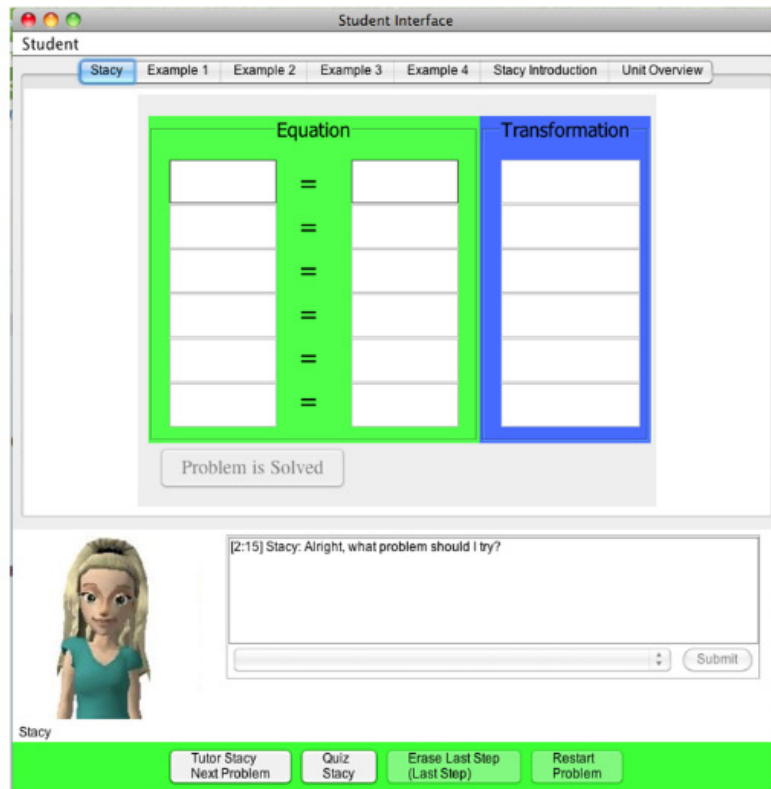 Student Interface
Student
Stacy Example 1 Example 2 Example 3 Example 4 Stacy Introduction Unit Overview
Equation Transformation
=
=
=
=
=
=
Problem is Solved
[2:15] Stacy: Alright, what problem should I try?
Submit
Stacy
Tutor Stacy Quiz Erase Last Step Restart
Next Problem Stacy (Last Step) Problem